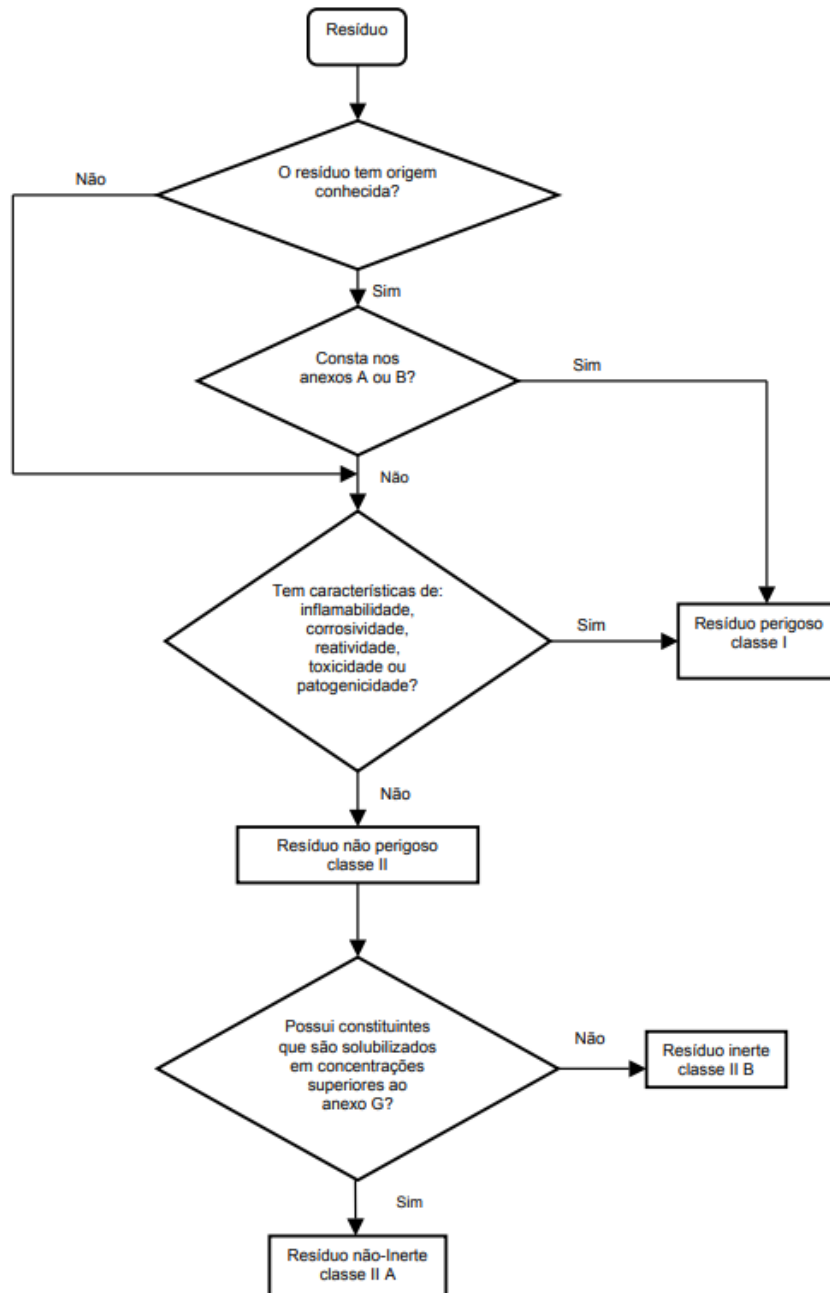 Resíduo
O resíduo tem origem
conhecida?
Não
Sim
Consta nos
anexos A ou B?
Sim
Não
Tem características de:
inflamabilidade,
corrosividade,
reatividade,
toxicidade ou
patogenicidade?
Sim
Resíduo perigoso
classe I
Não
Resíduo não perigoso
classe II
Possui constituintes
que são solubilizados
em concentrações
superiores ao
anexo G?
Não
Resíduo inerte
classe II B
Sim
Resíduo não-Inerte
classe II A